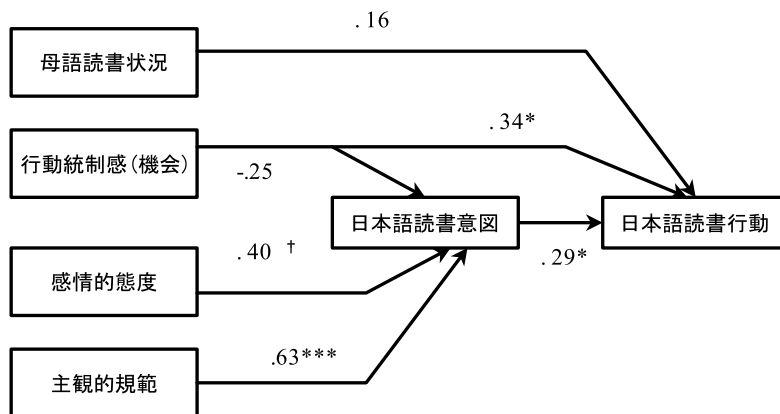 .16
母語読書状況
.34*
行動統制感(機会)
-.25
日本語読書意図
日本語読書行動
.40 †
.29*
感情的態度
.63***
主観的規範